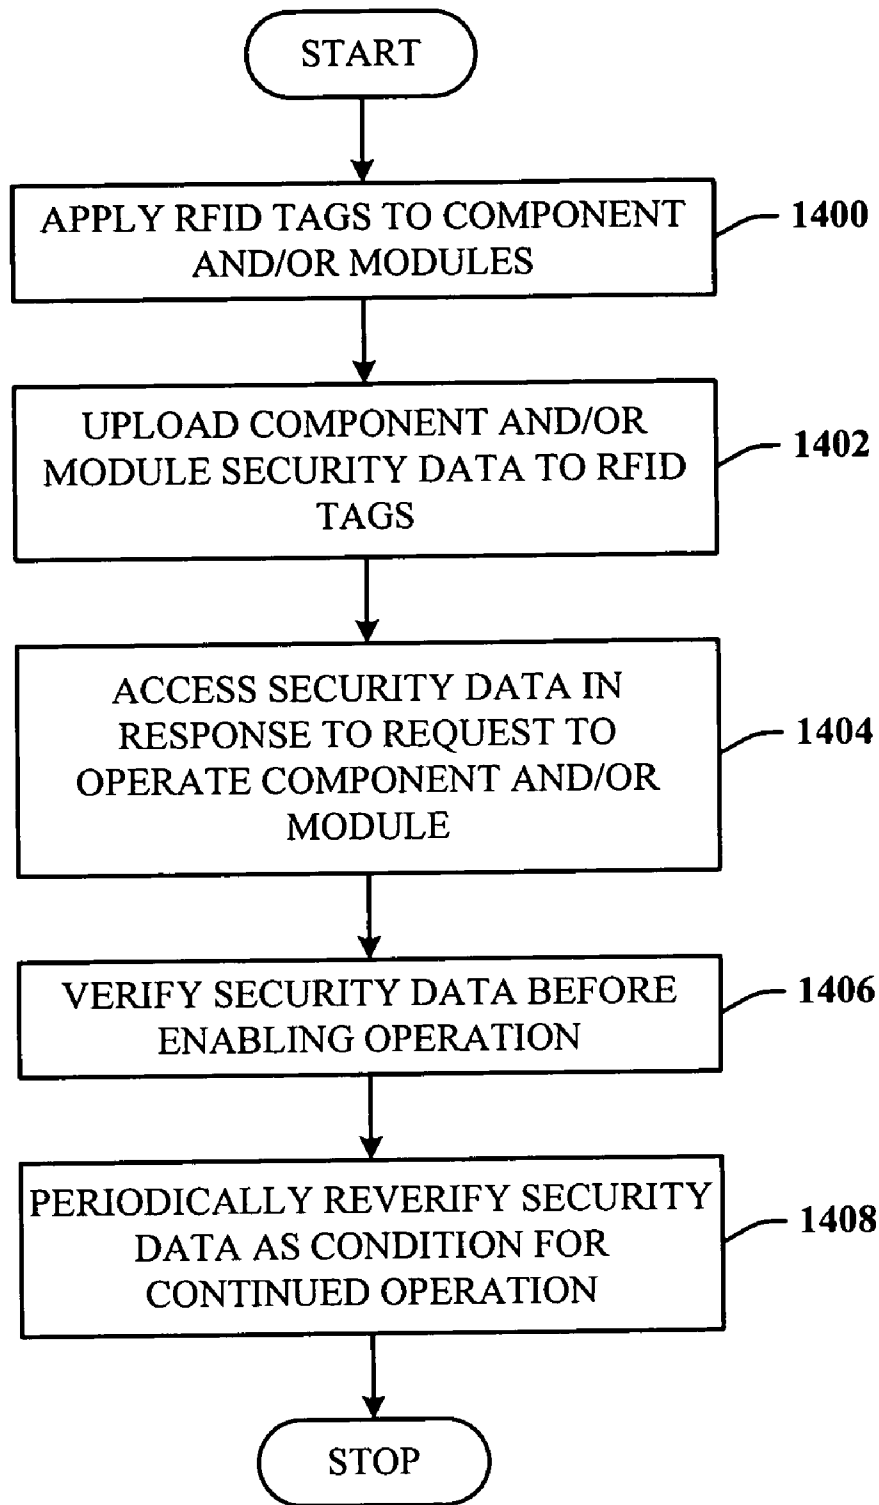 START
APPLY RFID TAGS TO COMPONENT
AND/OR MODULES
1400
UPLOAD COMPONENT AND/OR
MODULE SECURITY DATA TO RFID
TAGS
1402
ACCESS SECURITY DATA IN
RESPONSE TO REQUEST TO
OPERATE COMPONENT AND/OR
MODULE
1404
VERIFY SECURITY DATA BEFORE
ENABLING OPERATION
1406
PERIODICALLY REVERIFY SECURITY
DATA AS CONDITION FOR
CONTINUED OPERATION
1408
STOP